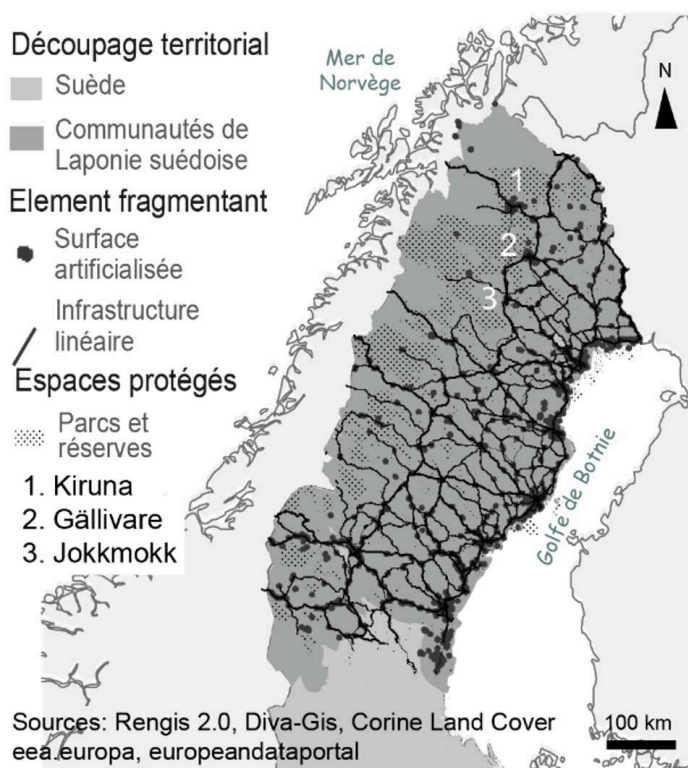 Découpage territorial
Suède
Communautés de
Laponie suédoise
Element fragmentant
Surface
artificialisée
Infrastructure
linéaire
Espaces protégés
Parcs et
réserves
1. Kiruna
2. Gällivare
3. Jokkmokk
Mer de
Norvège
N
1
2
3
Golfe de Botnie
Sources: Rengis 2.0, Diva-Gis, Corine Land Cover
eea.europa, europeandataportal
100 km